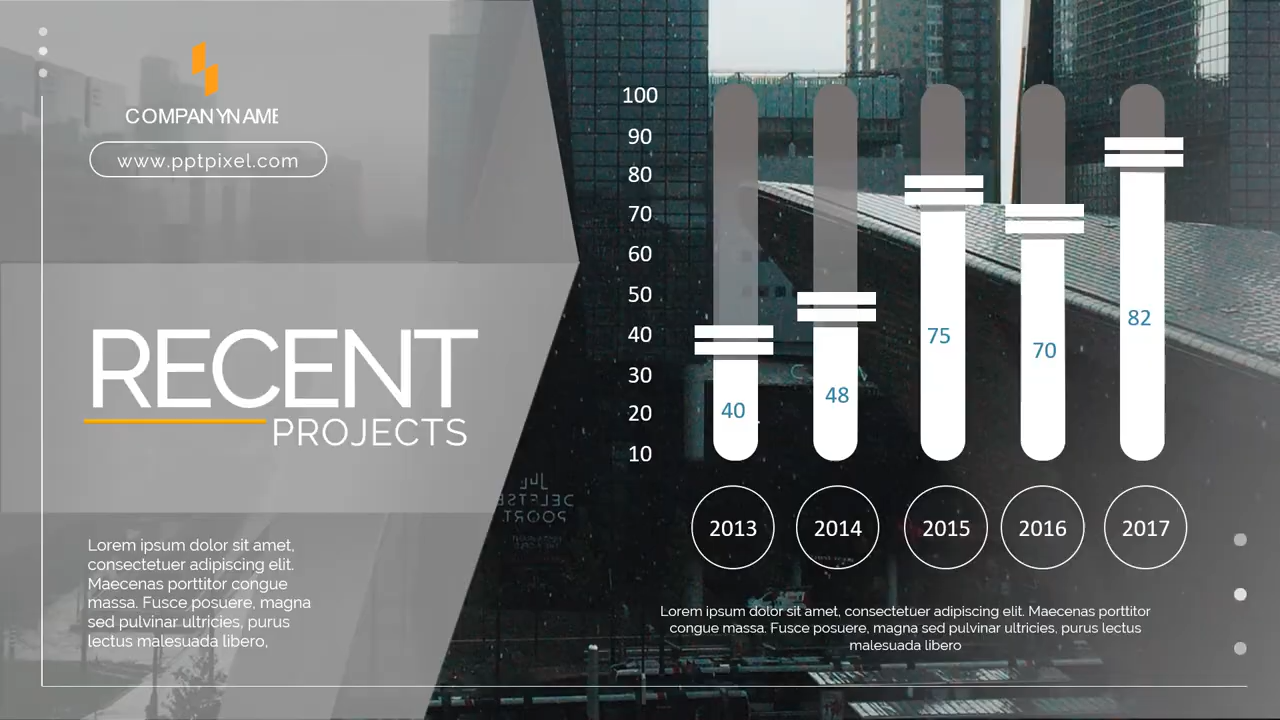 COMPANYNAME
www.pptpixel.com
RECENT
PROJECTS
Lorem ipsum dolor sit amet,
consectetuer adipiscing elit.
Maecenas porttitor congue
massa. Fusce posuere, magna
sed pulvinar ultricies, purus
lectus malesuada libero,
100
90
80
70
60
50
40
30
20
10
40
48
75
70
82
2013
2014
2015
2016
2017
DELFTSE
POORT
Lorem ipsum dolor sit amet, consectetuer adipiscing elit. Maecenas porttitor
congue massa. Fusce posuere, magna sed pulvinar ultricies, purus lectus
malesuada libero